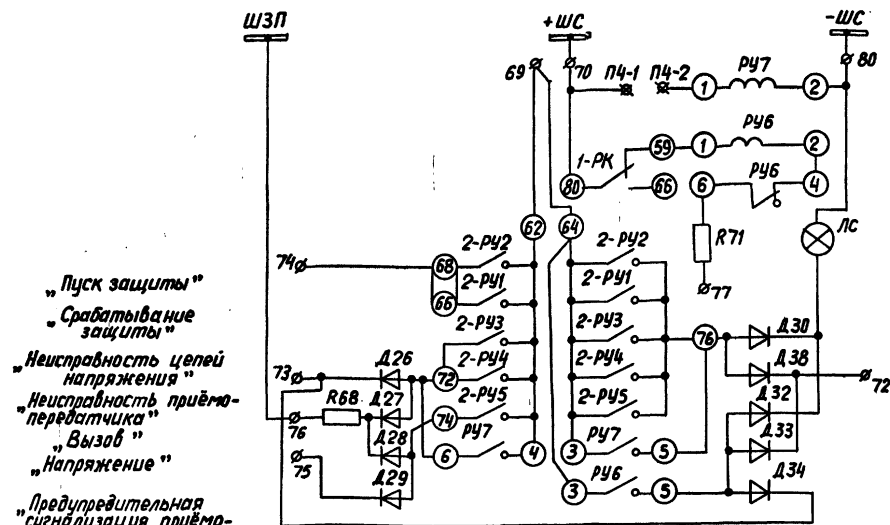 ШЗП
+ШС
-ШС
69
70
П4-1
П4-2
1
РУ7
2
80
59
1
РУ6
2
1-РК
80
66
6
РУ6
4
62
64
R71
ЛС
77
74
68
2-РУ2
2-РУ2
66
2-РУ1
2-РУ1
2-РУ3
2-РУ3
76
Д30
73
Д26
72
2-РУ4
2-РУ4
Д38
72
76
R68
Д27
74
2-РУ5
2-РУ5
Д32
75
Д28
6
РУ7
4
3
РУ7
5
Д33
Д29
3
РУ6
5
Д34
„Пуск защиты”
„Срабатывание
защиты”
„Неисправность цепей
напряжения”
„Неисправность приёмо-
передатчика”
„Вызов”
„Напряжение”
„Предупредительная
сигнализация приёмо-